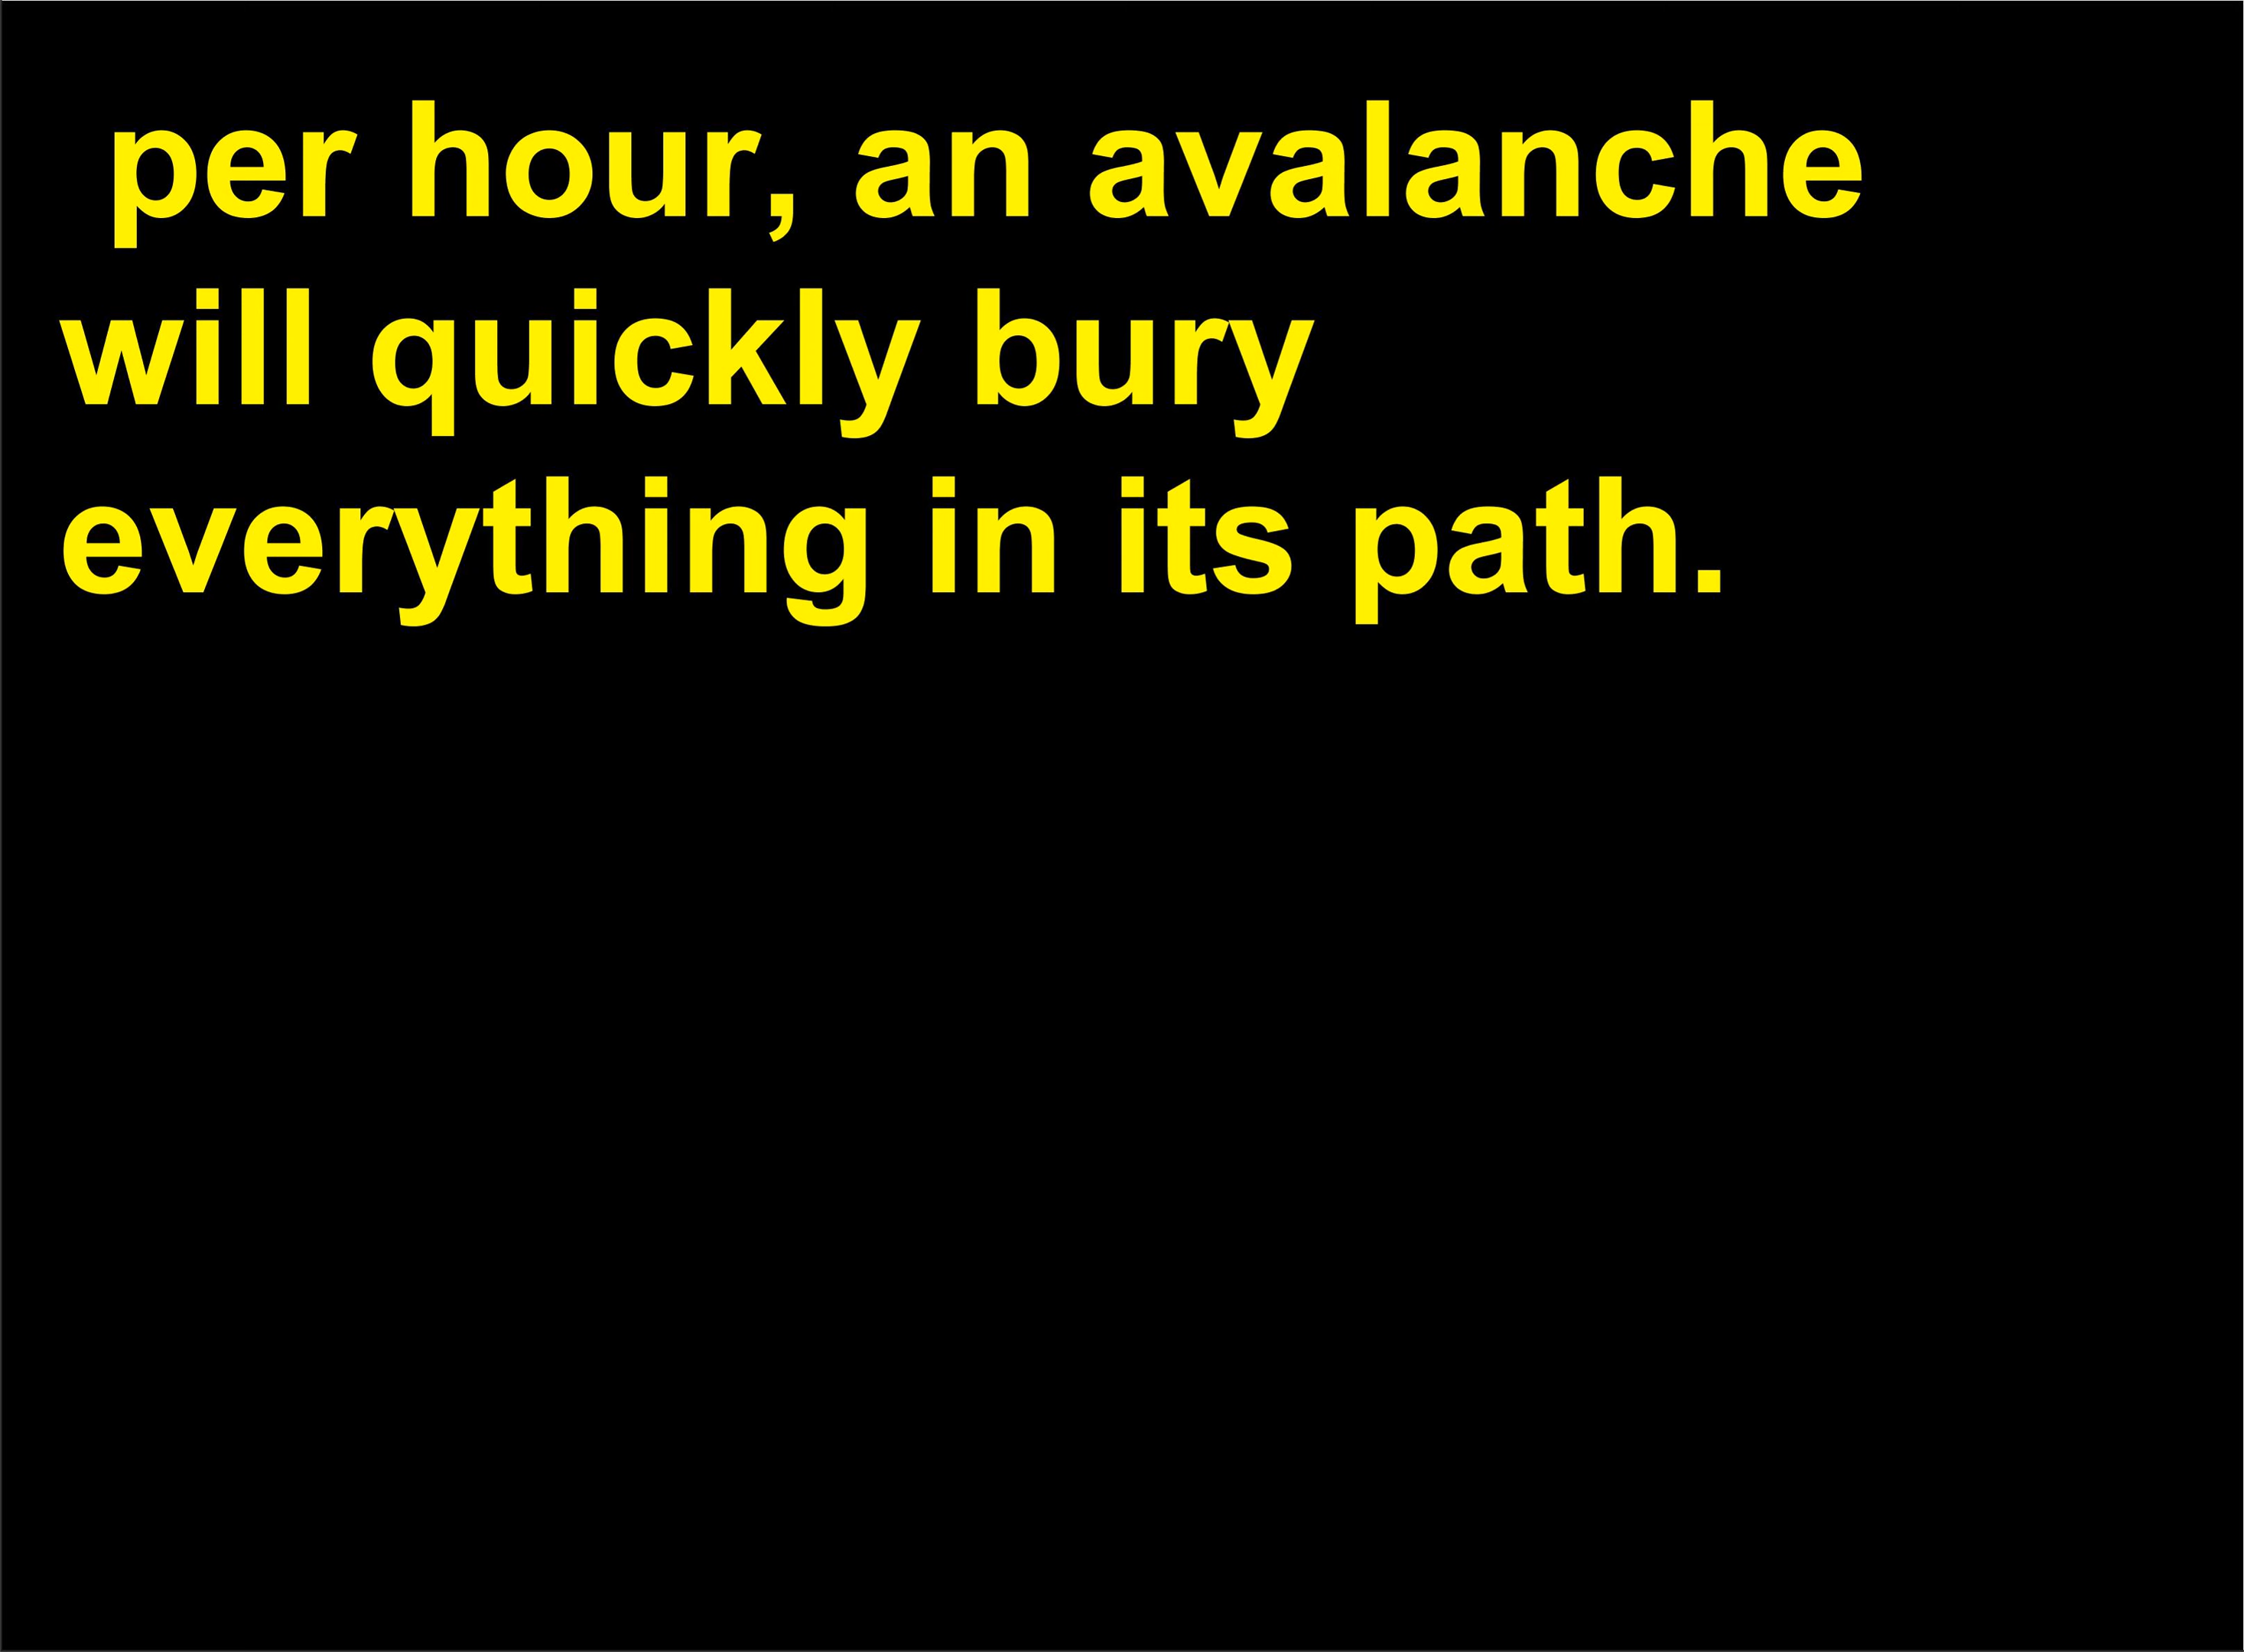 per hour, an avalanche
will quickly bury
everything in its path.